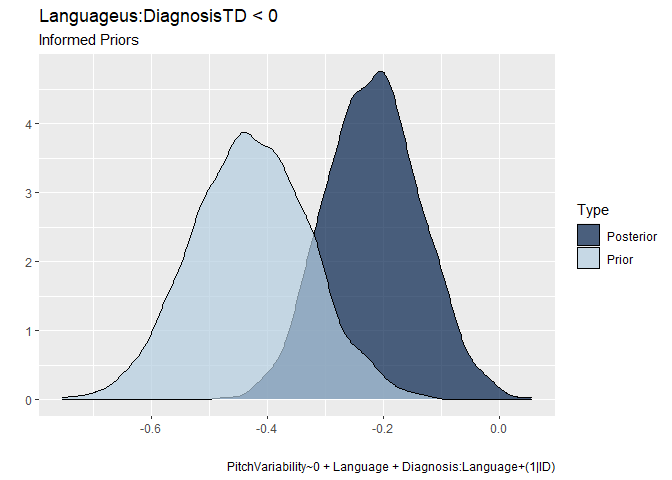 Languageus:DiagnosisTD < 0
Informed Priors
4
3
2
1
0
-0.6
-0.4
-0.2
0.0
Type
Posterior
Prior
PitchVariability~0 + Language + Diagnosis:Language+(1|ID)